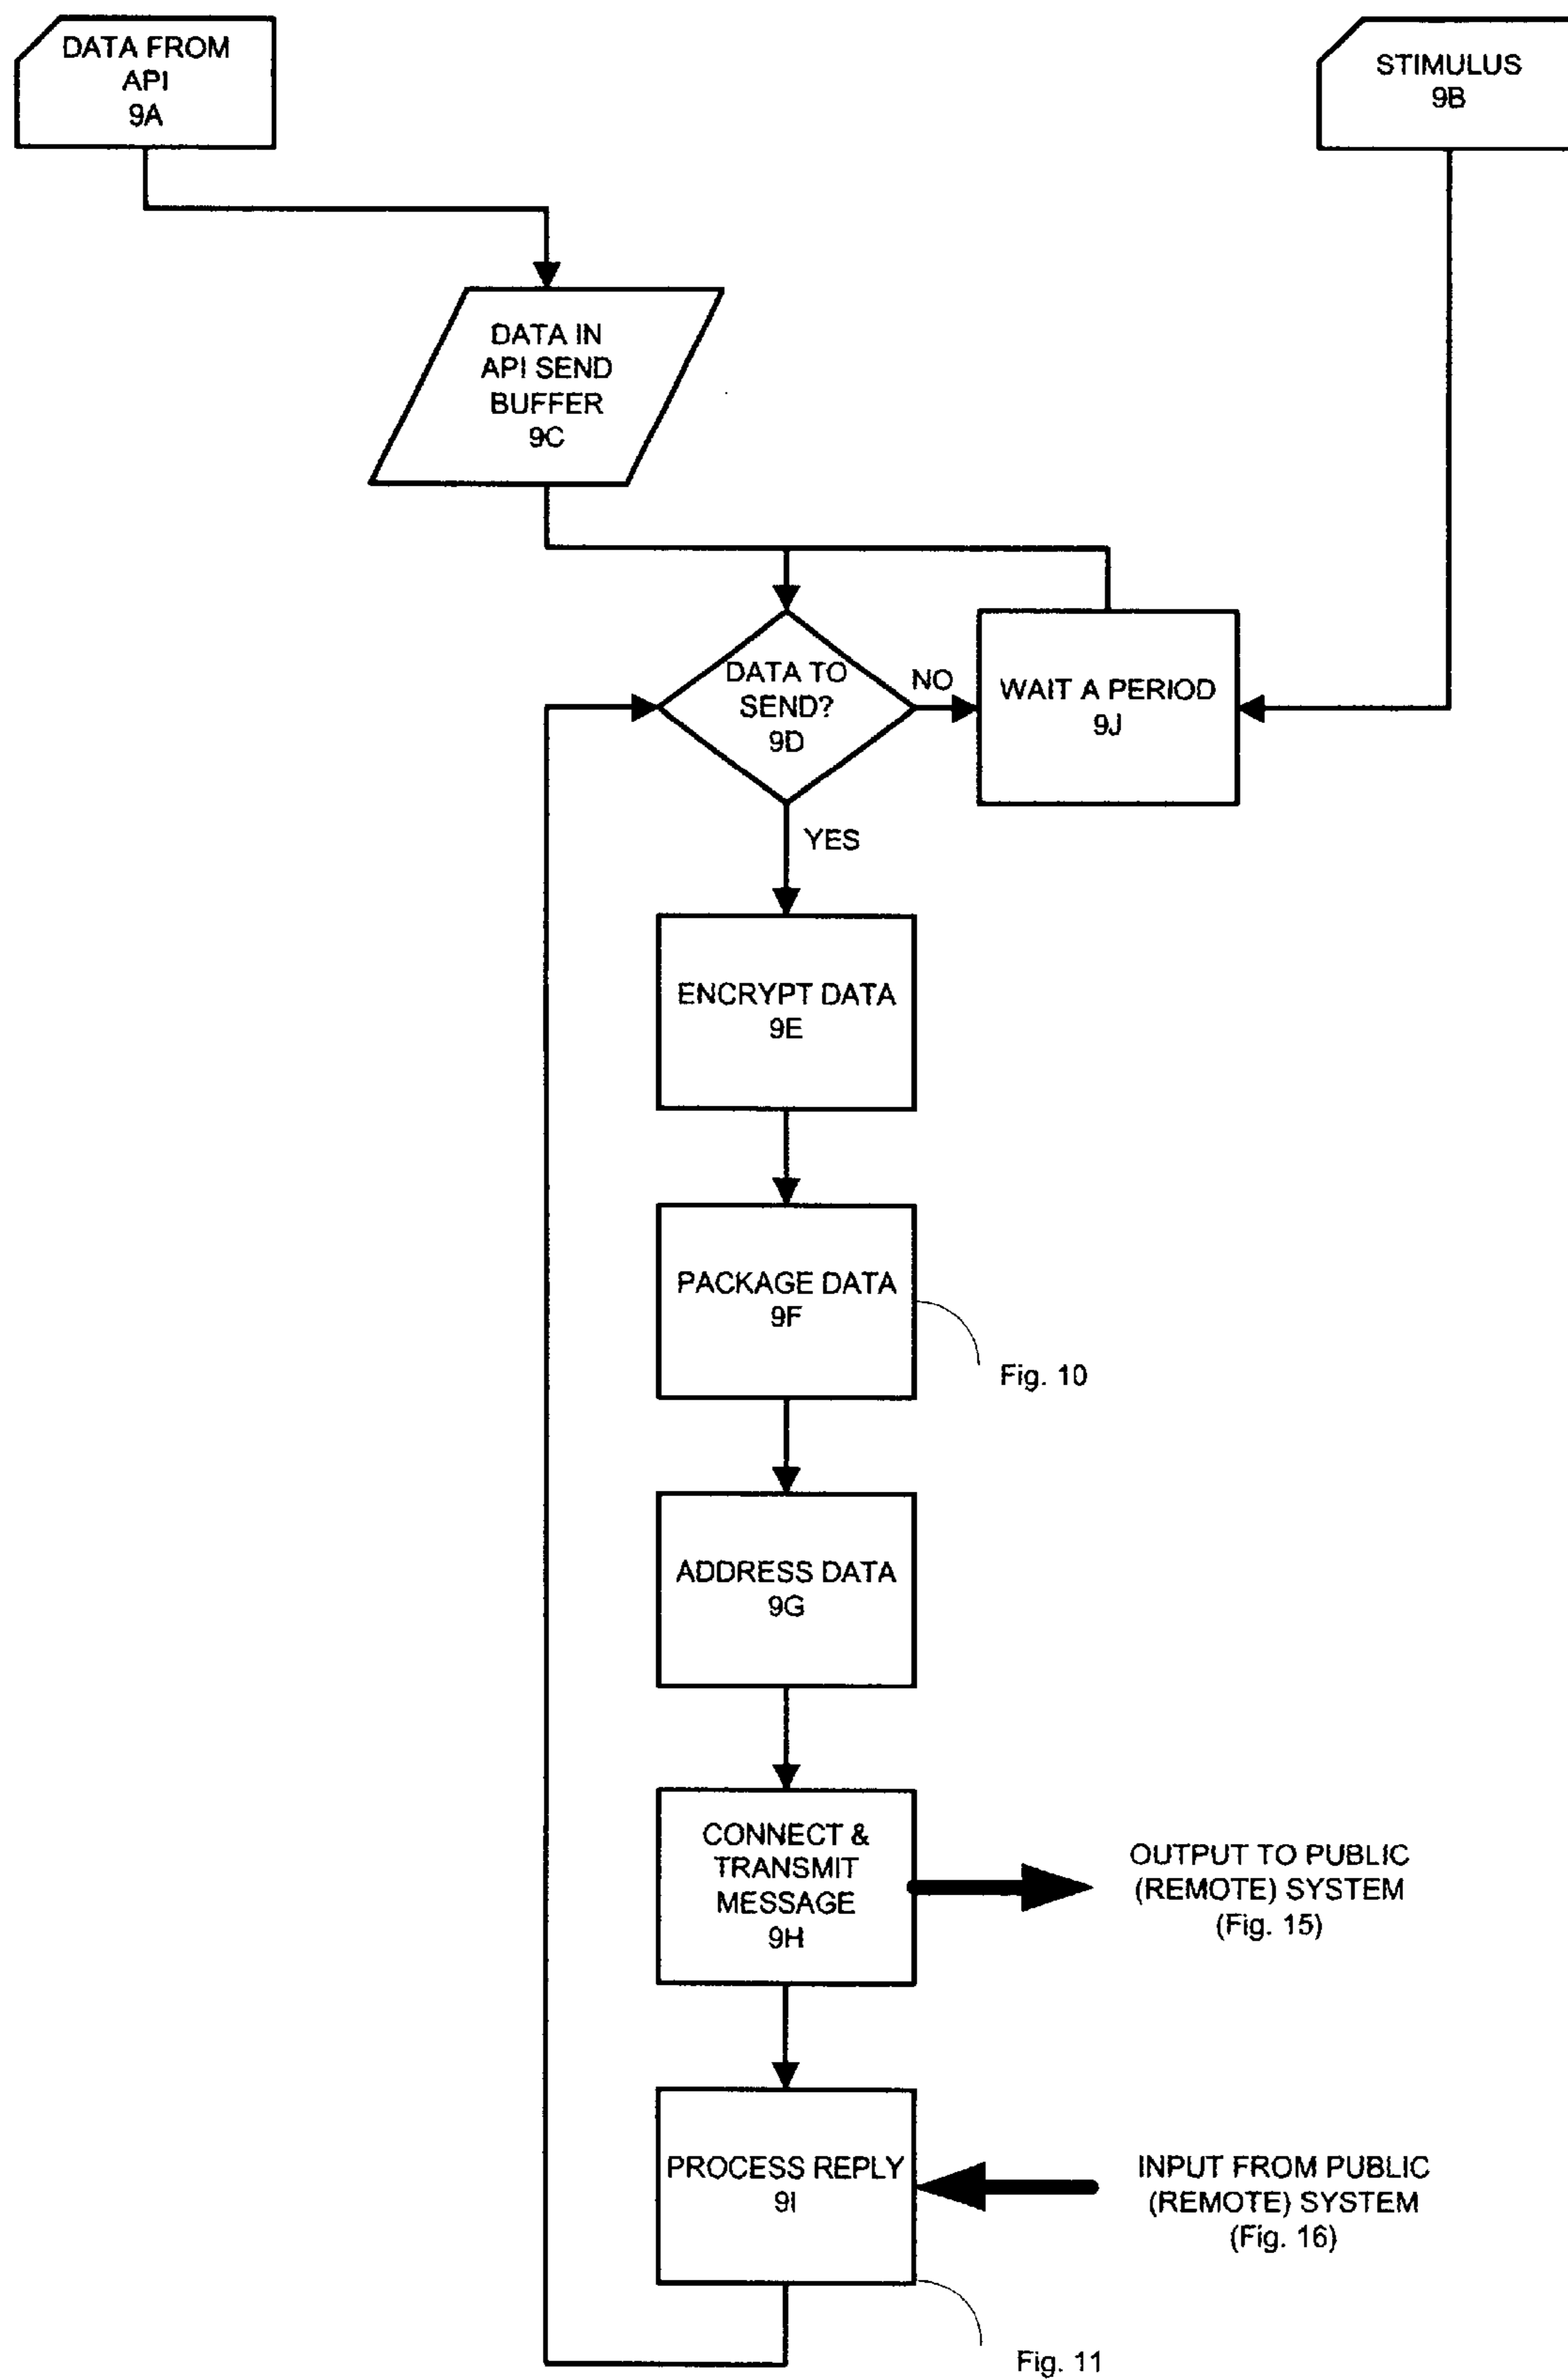 DATA FROM
API
9A
STIMULUS
9B
DATA IN
API SEND
BUFFER
9C
DATA TO
SEND?
9D
NO
WAIT A PERIOD
9J
YES
ENCRYPT DATA
9E
PACKAGE DATA
9F
Fig. 10
ADDRESS DATA
9G
CONNECT &
TRANSMIT
MESSAGE
9H
OUTPUT TO PUBLIC
(REMOTE) SYSTEM
(Fig. 15)
PROCESS REPLY
9I
INPUT FROM PUBLIC
(REMOTE) SYSTEM
(Fig. 16)
Fig. 11